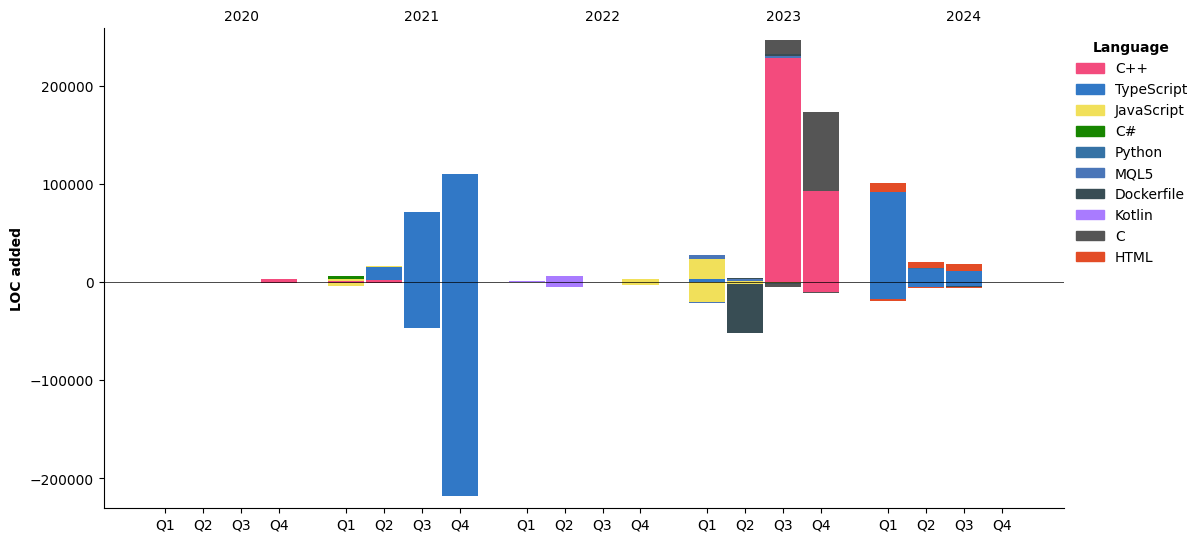 2020 2021 2022 2023 2024
Language
C++
TypeScript
JavaScript
C#
Python
MQL5
Dockerfile
Kotlin
C
HTML
LOC added
200000
100000
0
−100000
−200000
Q1 Q2 Q3 Q4 Q1 Q2 Q3 Q4 Q1 Q2 Q3 Q4 Q1 Q2 Q3 Q4 Q1 Q2 Q3 Q4